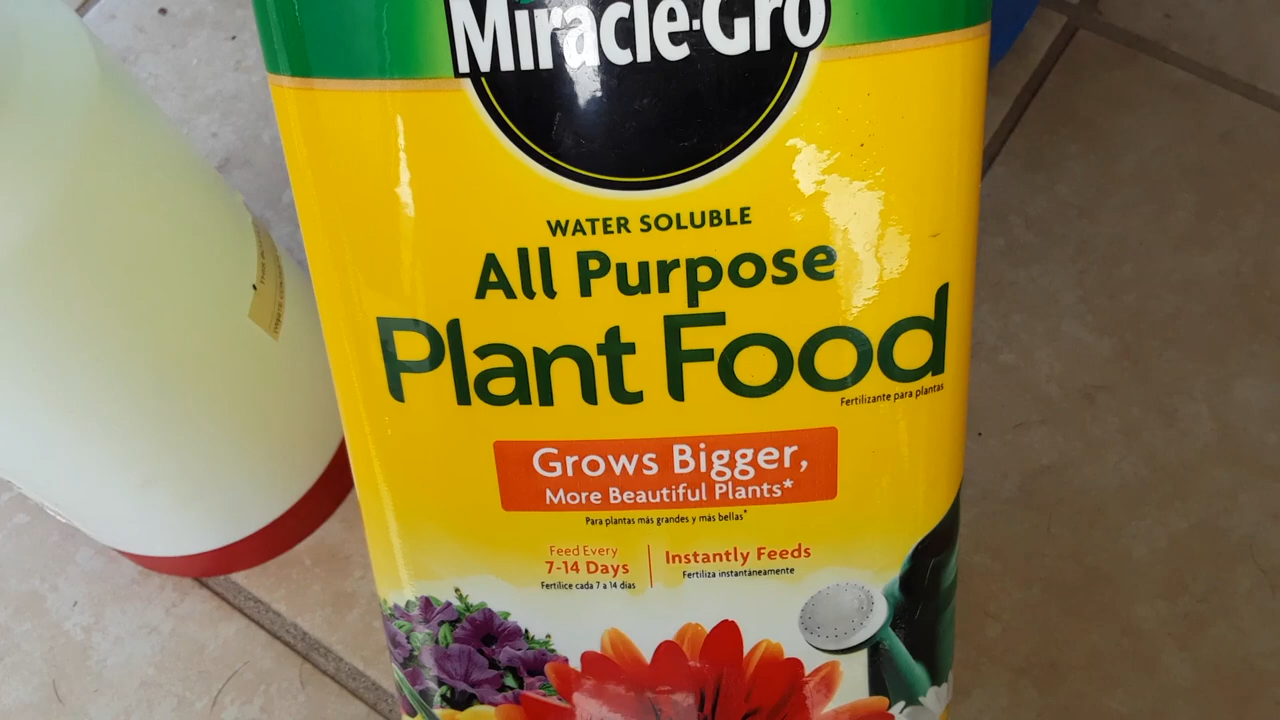 Miracle-Gro
WATER SOLUBLE
All Purpose
Plant Food
Fertilizante para plantas
Grows Bigger,
More Beautiful Plants*
Para plantas más grandes y más bellas*
Feed Every
7-14 Days
Fertilice cada 7 a 14 días
Instantly Feeds
Fertiliza instantáneamente